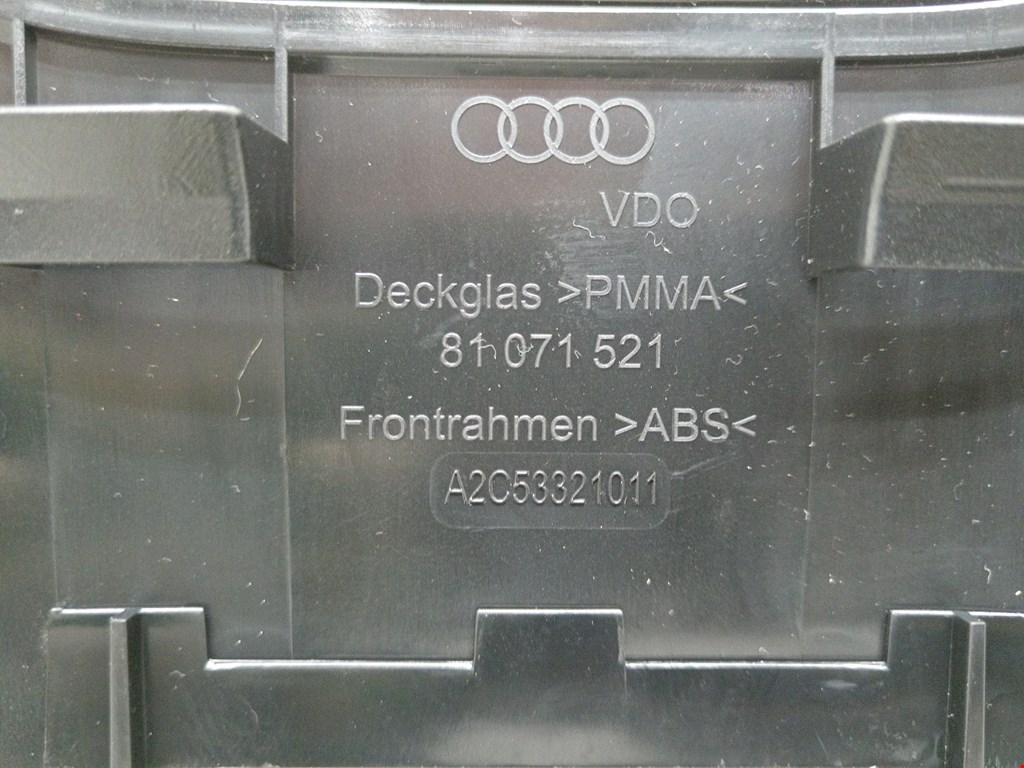 VDO
Deckglas >PMMA<
81 071 521
Frontrahmen >ABS<
A2C53321011